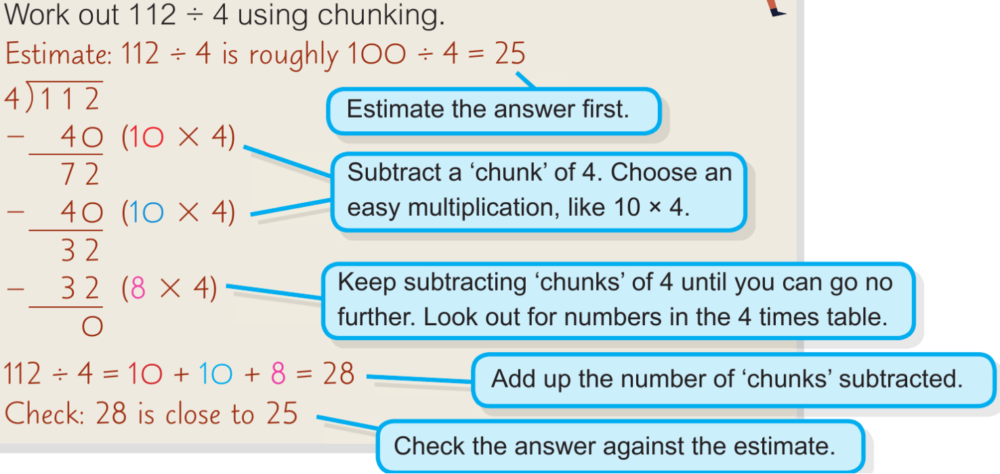 Work out 112 ÷ 4 using chunking.
Estimate: 112 ÷ 4 is roughly 100 ÷ 4 = 25
Estimate the answer first.
4)112
− 40 (10 × 4)
72
− 40 (10 × 4)
Subtract a ‘chunk’ of 4. Choose an
easy multiplication, like 10 × 4.
32
− 32 (8 × 4)
0
Keep subtracting ‘chunks’ of 4 until you can go no
further. Look out for numbers in the 4 times table.
112 ÷ 4 = 10 + 10 + 8 = 28
Add up the number of ‘chunks’ subtracted.
Check: 28 is close to 25
Check the answer against the estimate.